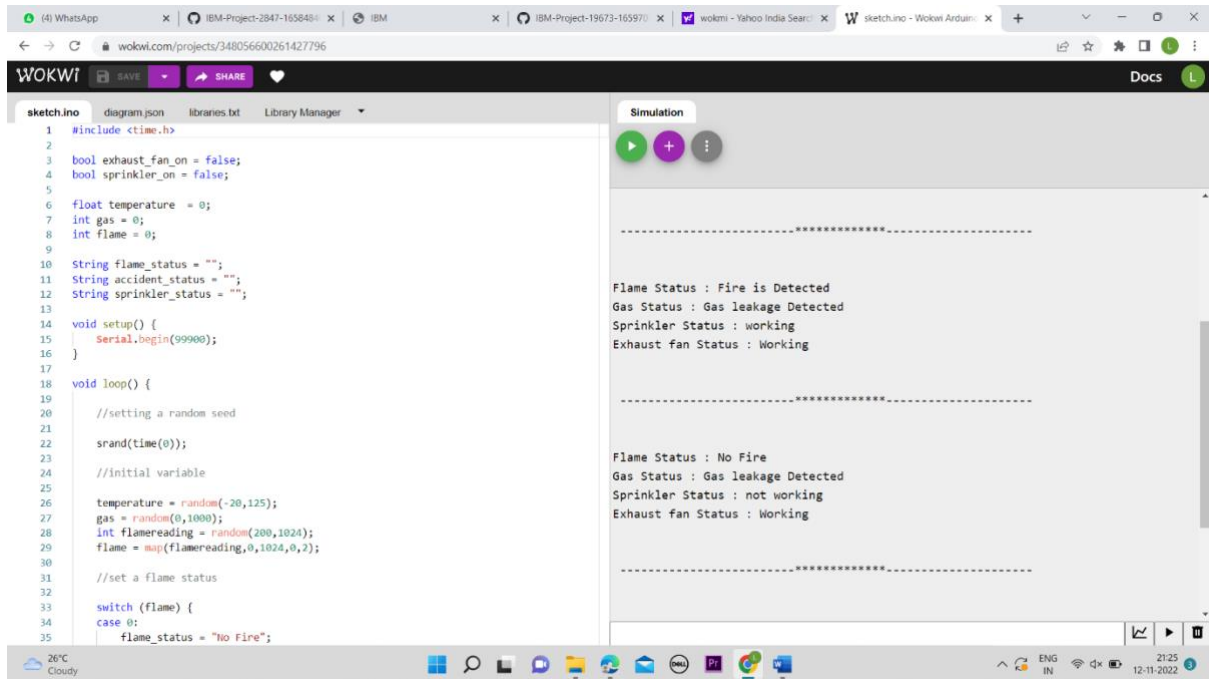 (4) WhatsApp
IBM-Project-2847-1658484
IBM
IBM-Project-19673-165970
wokmi - Yahoo India Searc
sketch.ino - Wokwi Arduin
wokwi.com/projects/348056600261427796
WOKWI SAVE SHARE Docs L
sketch.ino diagram.json libraries.txt Library Manager
1 #include <time.h>
2
3 bool exhaust_fan_on = false;
4 bool sprinkler_on = false;
5
6 float temperature  = 0;
7 int gas = 0;
8 int flame = 0;
9
10 String flame_status = "";
11 String accident_status = "";
12 String sprinkler_status = "";
13
14 void setup() {
15 Serial.begin(99900);
16 }
17
18 void loop() {
19
20 //setting a random seed
21
22 srand(time(0));
23
24 //initial variable
25
26 temperature = random(-20,125);
27 gas = random(0,1000);
28 int flamereading = random(200,1024);
29 flame = map(flamereading,0,1024,0,2);
30
31 //set a flame status
32
33 switch (flame) {
34 case 0:
35 flame_status = "No Fire";
Simulation
-------------------------*************---------------------
Flame Status : Fire is Detected
Gas Status : Gas leakage Detected
Sprinkler Status : working
Exhaust fan Status : Working
-------------------------*************---------------------
Flame Status : No Fire
Gas Status : Gas leakage Detected
Sprinkler Status : not working
Exhaust fan Status : Working
-------------------------*************---------------------
26°C
Cloudy
DELL
Pr
ENG
IN
21:25
12-11-2022
3